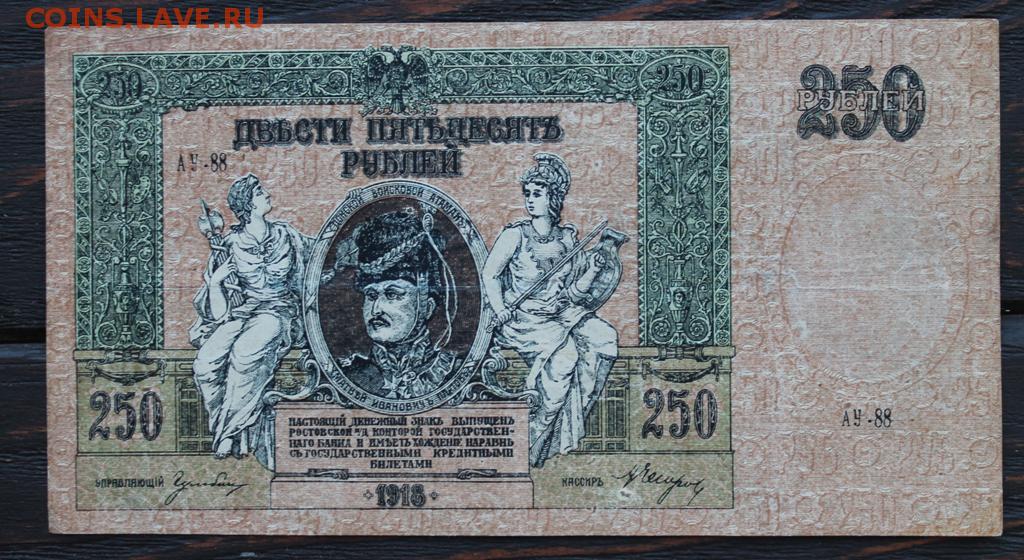 COINS.LAVE.RU
250
250
250
РУБЛЕЙ
ДВѢСТИ ПЯТЬДЕСЯТЪ
РУБЛЕЙ
АУ-88
ДОНСКОЙ ВОЙСКОВОЙ АТАМАНЪ
ИВАНОВИЧЪ
250
250
АУ-88
НАСТОЯЩІЙ ДЕНЕЖНЫЙ ЗНАКЪ ВЫПУЩЕНЪ
РОСТОВСКОЙ Н/Д КОНТОРОЙ ГОСУДАРСТВЕН-
НАГО БАНКА И ИМѢЕТЪ ХОЖДЕНІЕ НАРАВНѢ
СЪ ГОСУДАРСТВЕННЫМИ КРЕДИТНЫМИ
БИЛЕТАМИ
УПРАВЛЯЮЩІЙ
КАССИРЪ
1918